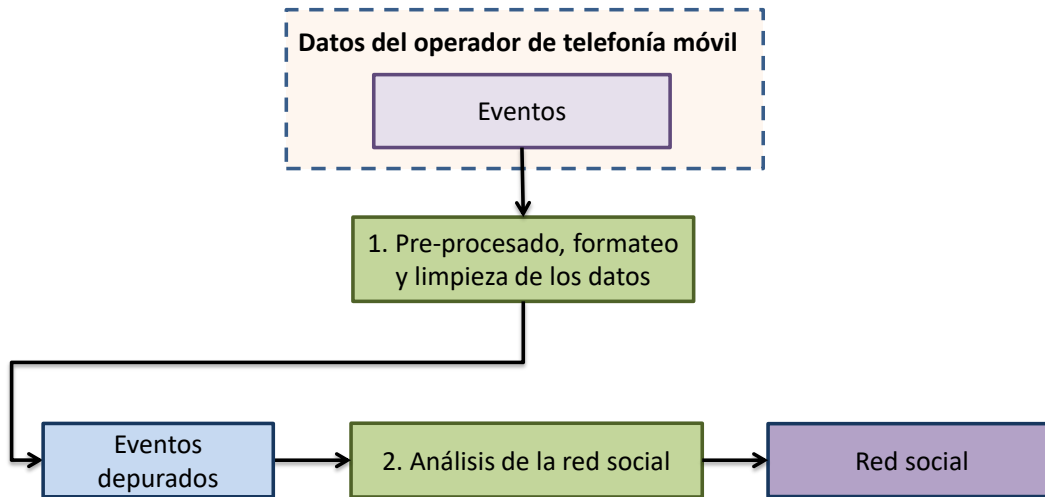 Datos del operador de telefonía móvil
Eventos
1. Pre-procesado, formateo
y limpieza de los datos
Eventos
depurados
2. Análisis de la red social
Red social